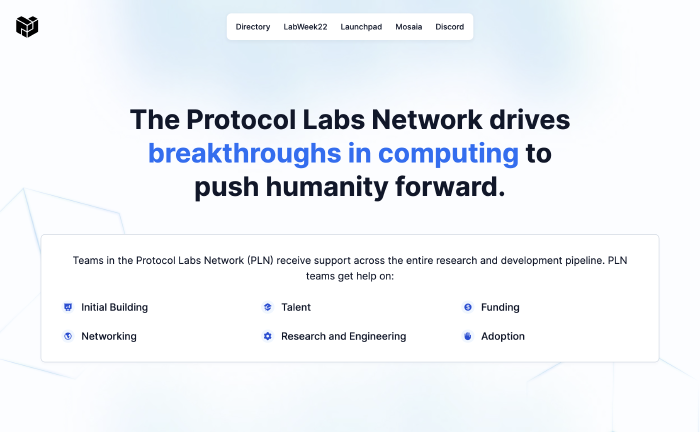 Directory LabWeek22 Launchpad Mosaia Discord
The Protocol Labs Network drives
breakthroughs in computing to
push humanity forward.
Teams in the Protocol Labs Network (PLN) receive support across the entire research and development pipeline. PLN
teams get help on:
Initial Building Talent Funding
Networking Research and Engineering Adoption